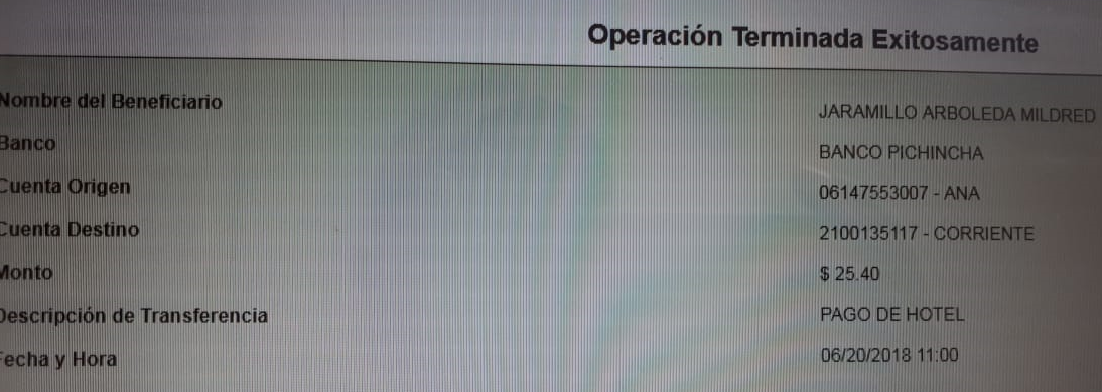 Operación Terminada Exitosamente
Nombre del Beneficiario JARAMILLO ARBOLEDA MILDRED
Banco BANCO PICHINCHA
Cuenta Origen 06147553007 - ANA
Cuenta Destino 2100135117 - CORRIENTE
Monto $ 25.40
Descripción de Transferencia PAGO DE HOTEL
Fecha y Hora 06/20/2018 11:00